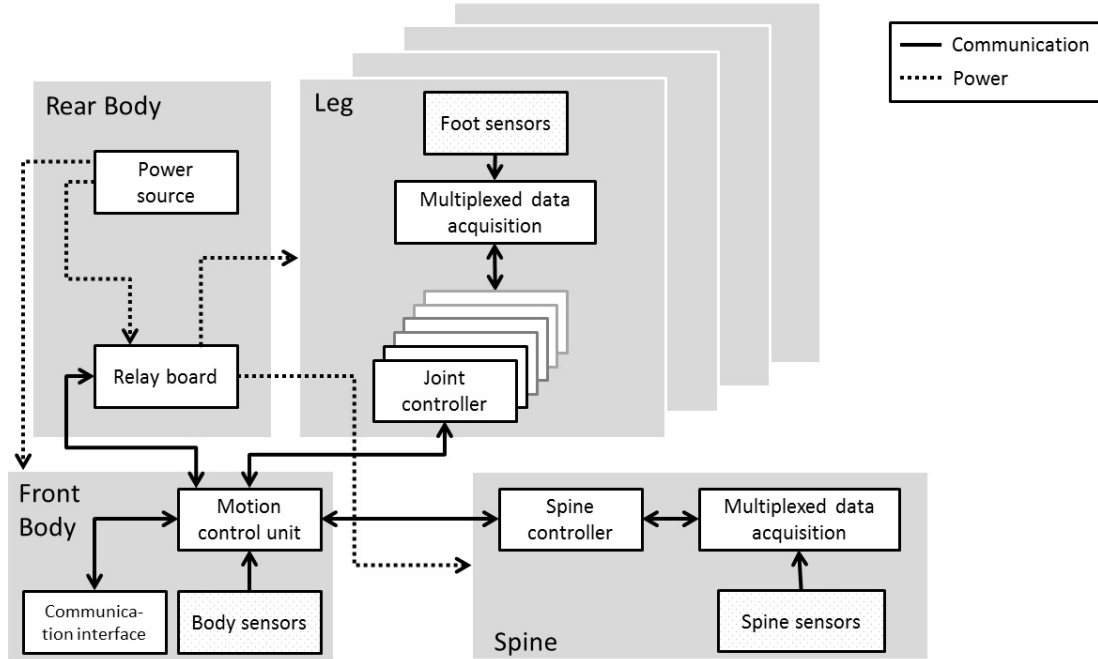 Communication
Power
Rear Body
Power
source
Relay board
Leg
Foot sensors
Multiplexed data
acquisition
Joint
controller
Front
Body
Motion
control unit
Communica-
tion interface
Body sensors
Spine
controller
Multiplexed data
acquisition
Spine sensors
Spine